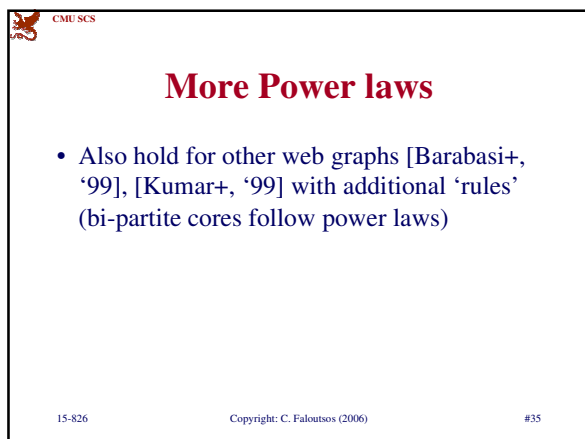 CMU SCS
More Power laws
• Also hold for other web graphs [Barabasi+,
‘99], [Kumar+, ‘99] with additional ‘rules’
(bi-partite cores follow power laws)
15-826 Copyright: C. Faloutsos (2006) #35